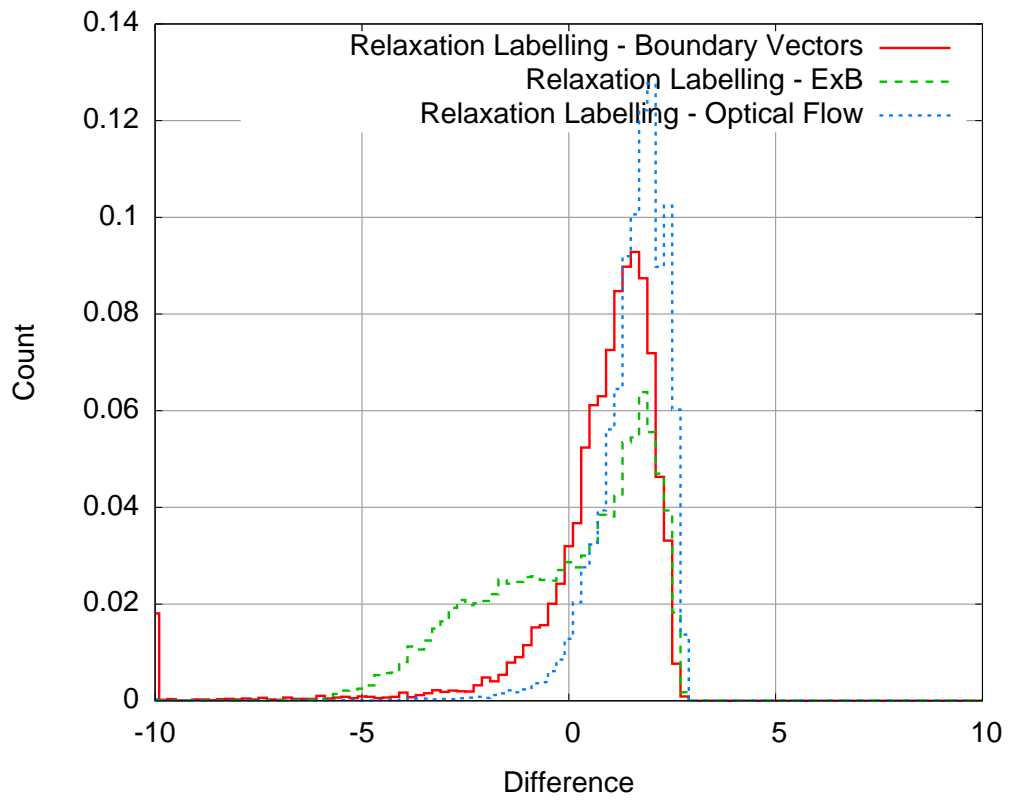 0.14
Relaxation Labelling - Boundary Vectors
Relaxation Labelling - ExB
Relaxation Labelling - Optical Flow
0.12
0.1
0.08
0.06
0.04
0.02
0
Count
-10
-5
0
5
10
Difference